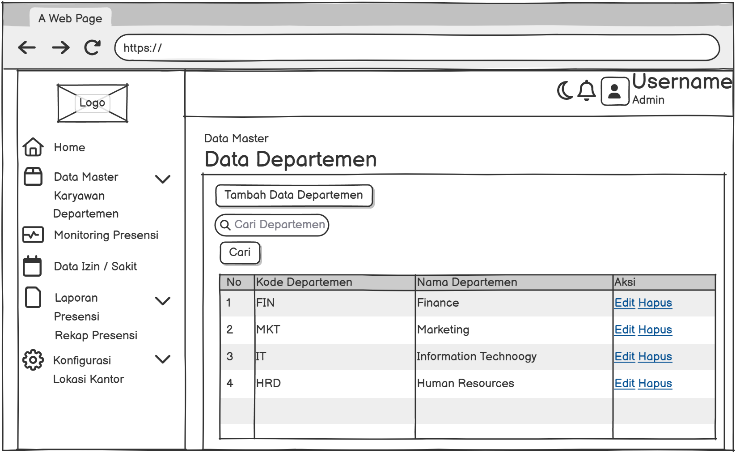 A Web Page
https://
Logo
Username
Admin
Home
Data Master
Karyawan
Departemen
Monitoring Presensi
Data Izin / Sakit
Laporan
Presensi
Rekap Presensi
Konfigurasi
Lokasi Kantor
Data Master
Data Departemen
Tambah Data Departemen
Cari Departemen
Cari
No Kode Departemen Nama Departemen Aksi
1 FIN Finance Edit Hapus
2 MKT Marketing Edit Hapus
3 IT Information Technoogy Edit Hapus
4 HRD Human Resources Edit Hapus